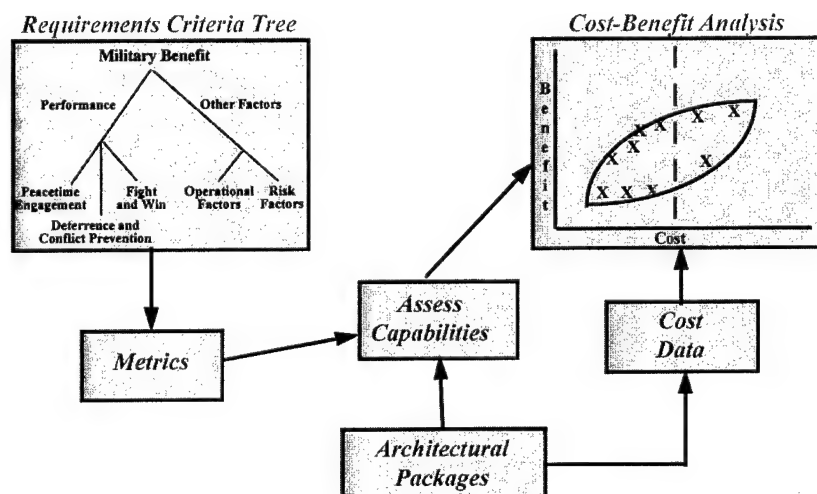 Requirements Criteria Tree
Military Benefit
Performance
Other Factors
Peacetime
Engagement
Fight
and Win
Operational
Factors
Risk
Factors
Deterrence and
Conflict Prevention
Cost-Benefit Analysis
Benefit
X X X X X
X X
X X X
Cost
Assess
Capabilities
Metrics
Cost
Data
Architectural
Packages